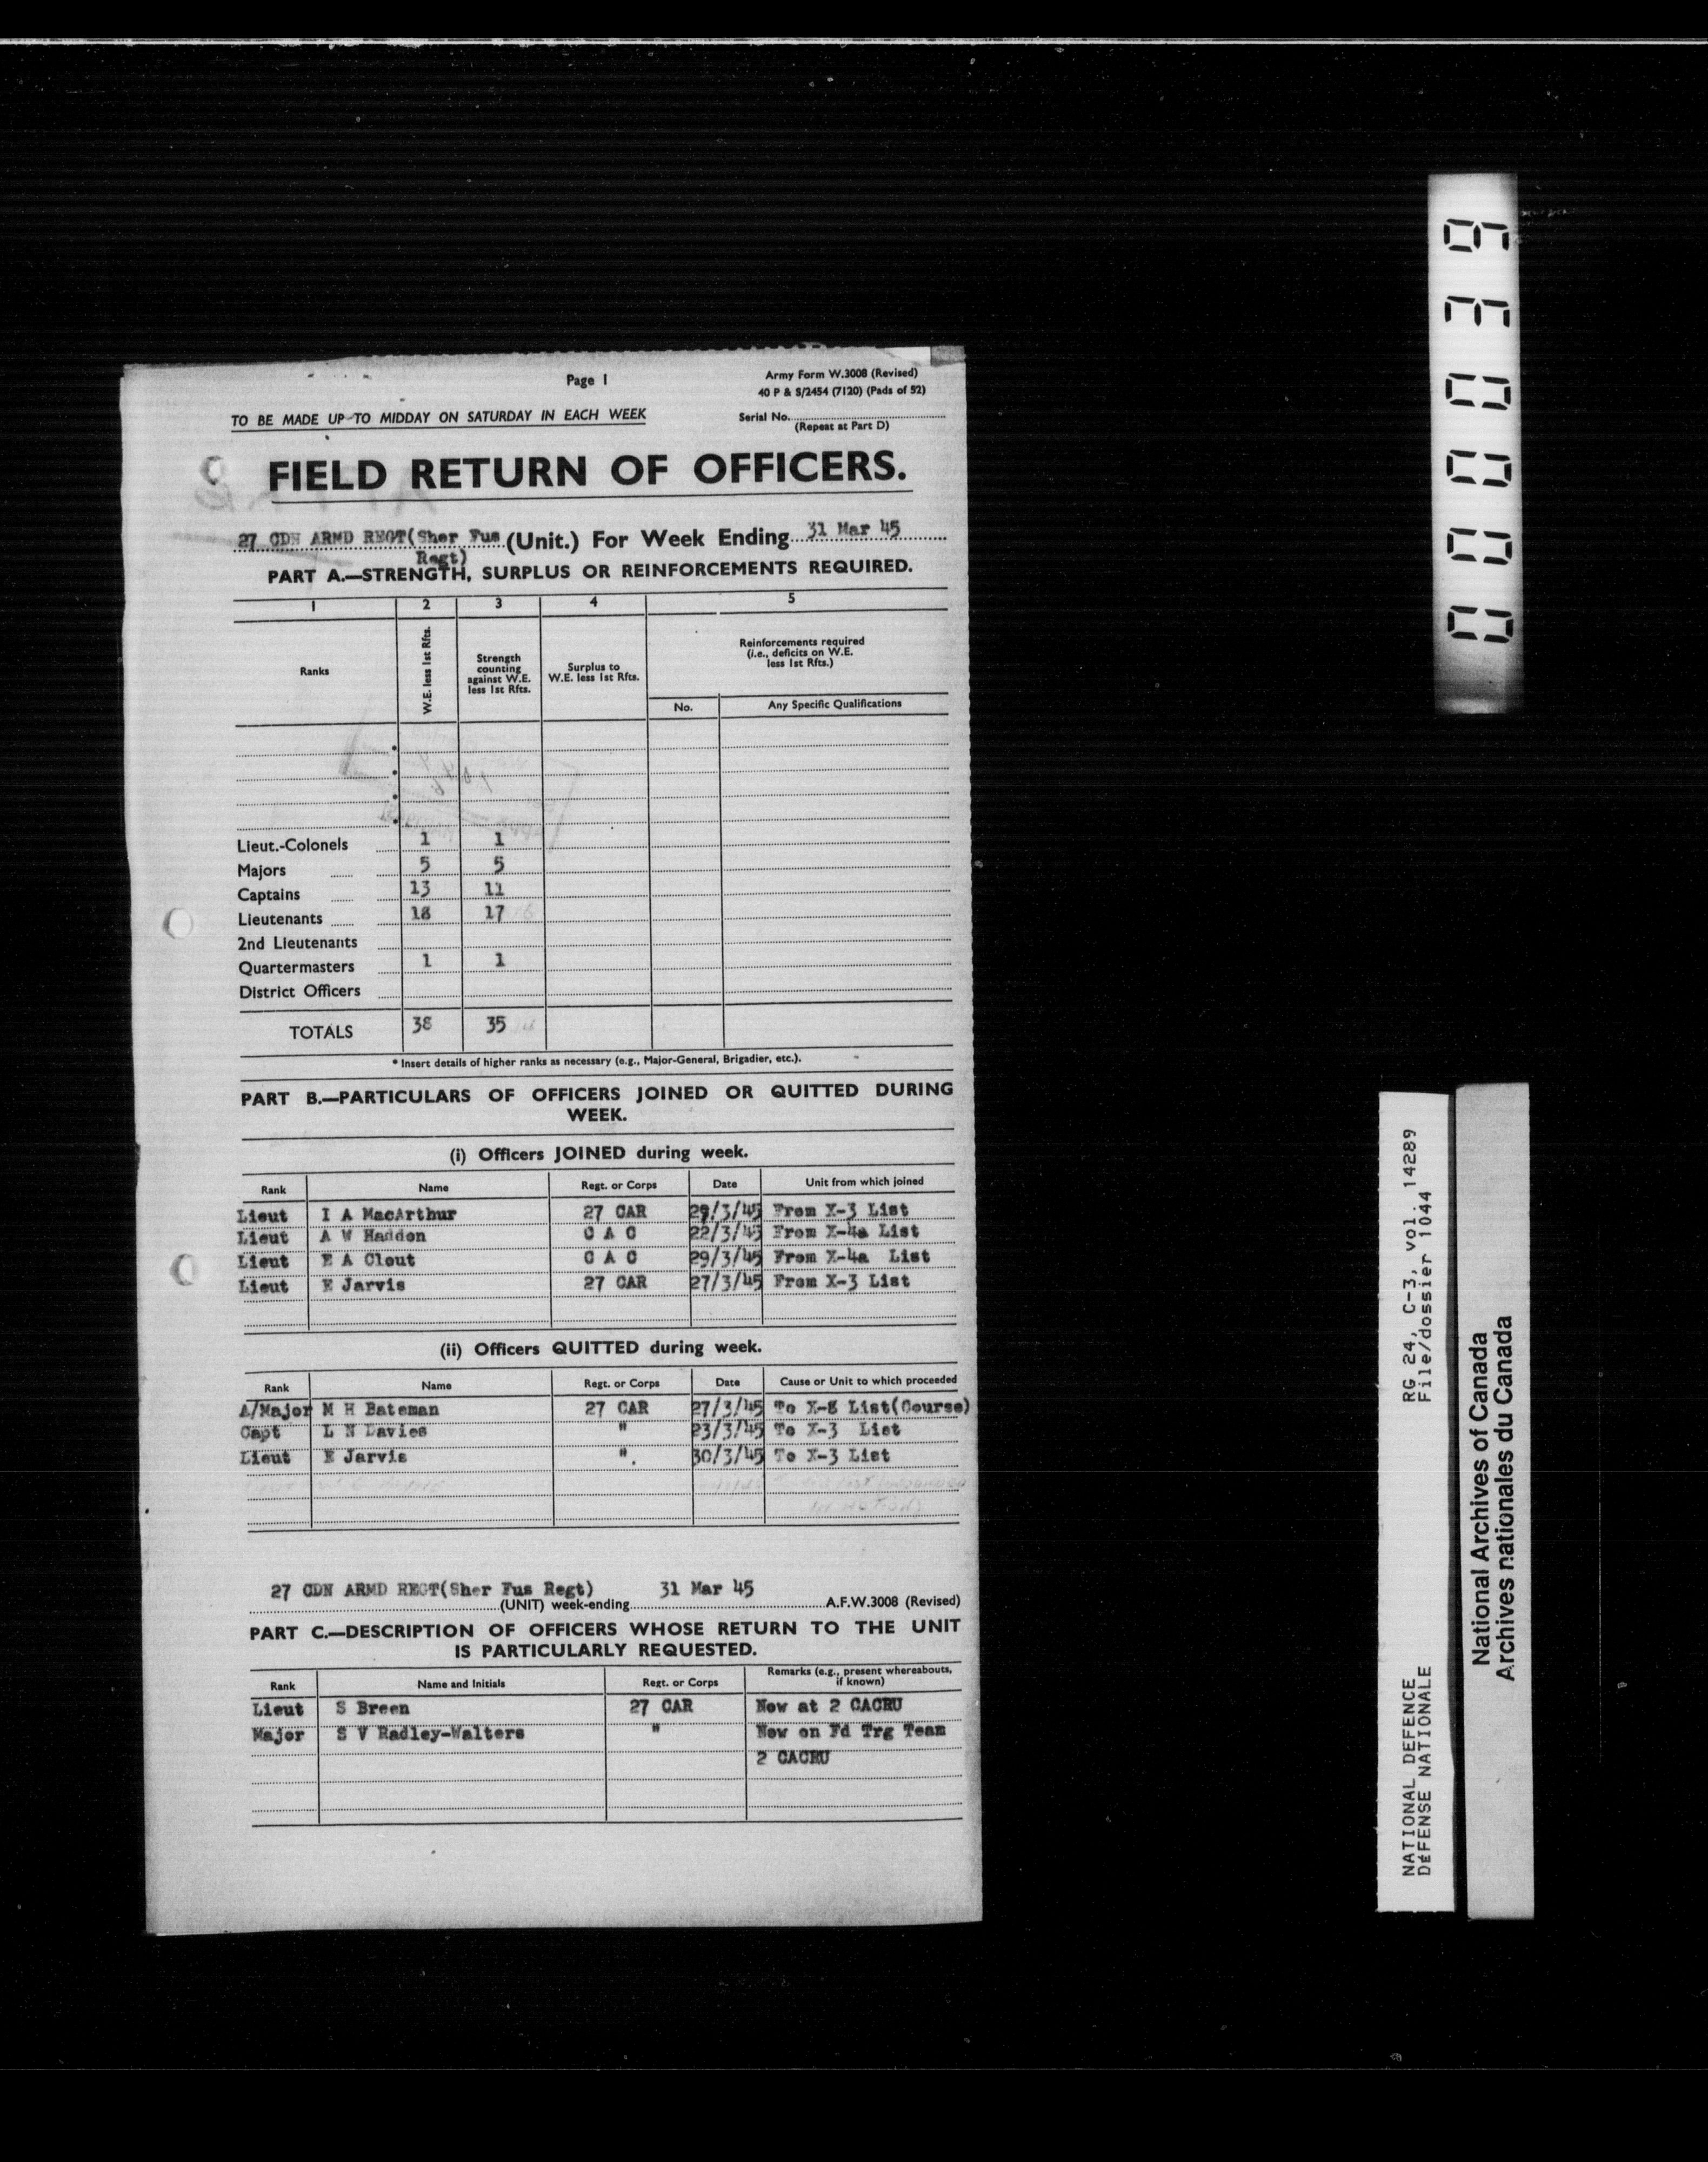 Page 1
Army Form W.3008 (Revised)
40 P & S/2454 (7120) (Pads of 52)
TO BE MADE UP TO MIDDAY ON SATURDAY IN EACH WEEK
Serial No.
(Repeat at Part D)
FIELD RETURN OF OFFICERS.
27 CDN ARMD REGT(Sher Fus (Unit.) For Week Ending 31 Mar 45
Regt)
PART A.—STRENGTH, SURPLUS OR REINFORCEMENTS REQUIRED.
1 2 3 4 5
Ranks
W.E. less 1st Rfts.
Strength counting against W.E. less 1st Rfts.
Surplus to W.E. less 1st Rfts.
Reinforcements required (i.e., deficits on W.E. less 1st Rfts.)
No. Any Specific Qualifications
Lieut.-Colonels 1 1
Majors 5 5
Captains 13 11
Lieutenants 18 17
2nd Lieutenants
Quartermasters 1 1
District Officers
TOTALS 38 35
* Insert details of higher ranks as necessary (e.g., Major-General, Brigadier, etc.).
PART B.—PARTICULARS OF OFFICERS JOINED OR QUITTED DURING
WEEK.
(i) Officers JOINED during week.
Rank Name Regt. or Corps Date Unit from which joined
Lieut I A MacArthur 27 CAR 29/3/45 From X-3 List
Lieut A W Haddon C A C 22/3/45 From X-4a List
Lieut E A Clout C A C 29/3/45 From X-4a List
Lieut E Jarvis 27 CAR 27/3/45 From X-3 List
(ii) Officers QUITTED during week.
Rank Name Regt. or Corps Date Cause or Unit to which proceeded
A/Major M H Bateman 27 CAR 27/3/45 To X-8 List(Course)
Capt L N Davies " 23/3/45 To X-3 List
Lieut E Jarvis ". 30/3/45 To X-3 List
27 CDN ARMD REGT(Sher Fus Regt) 31 Mar 45
(UNIT) week-ending A.F.W.3008 (Revised)
PART C.—DESCRIPTION OF OFFICERS WHOSE RETURN TO THE UNIT
IS PARTICULARLY REQUESTED.
Rank Name and Initials Regt. or Corps Remarks (e.g., present whereabouts, if known)
Lieut S Breen 27 CAR Now at 2 CACRU
Major S V Radley-Walters " Now on Fd Trg Team
2 CACRU
000039
NATIONAL DEFENCE RG 24, C-3, vol. 14289
DÉFENSE NATIONALE File/dossier 1044
National Archives of Canada
Archives nationales du Canada